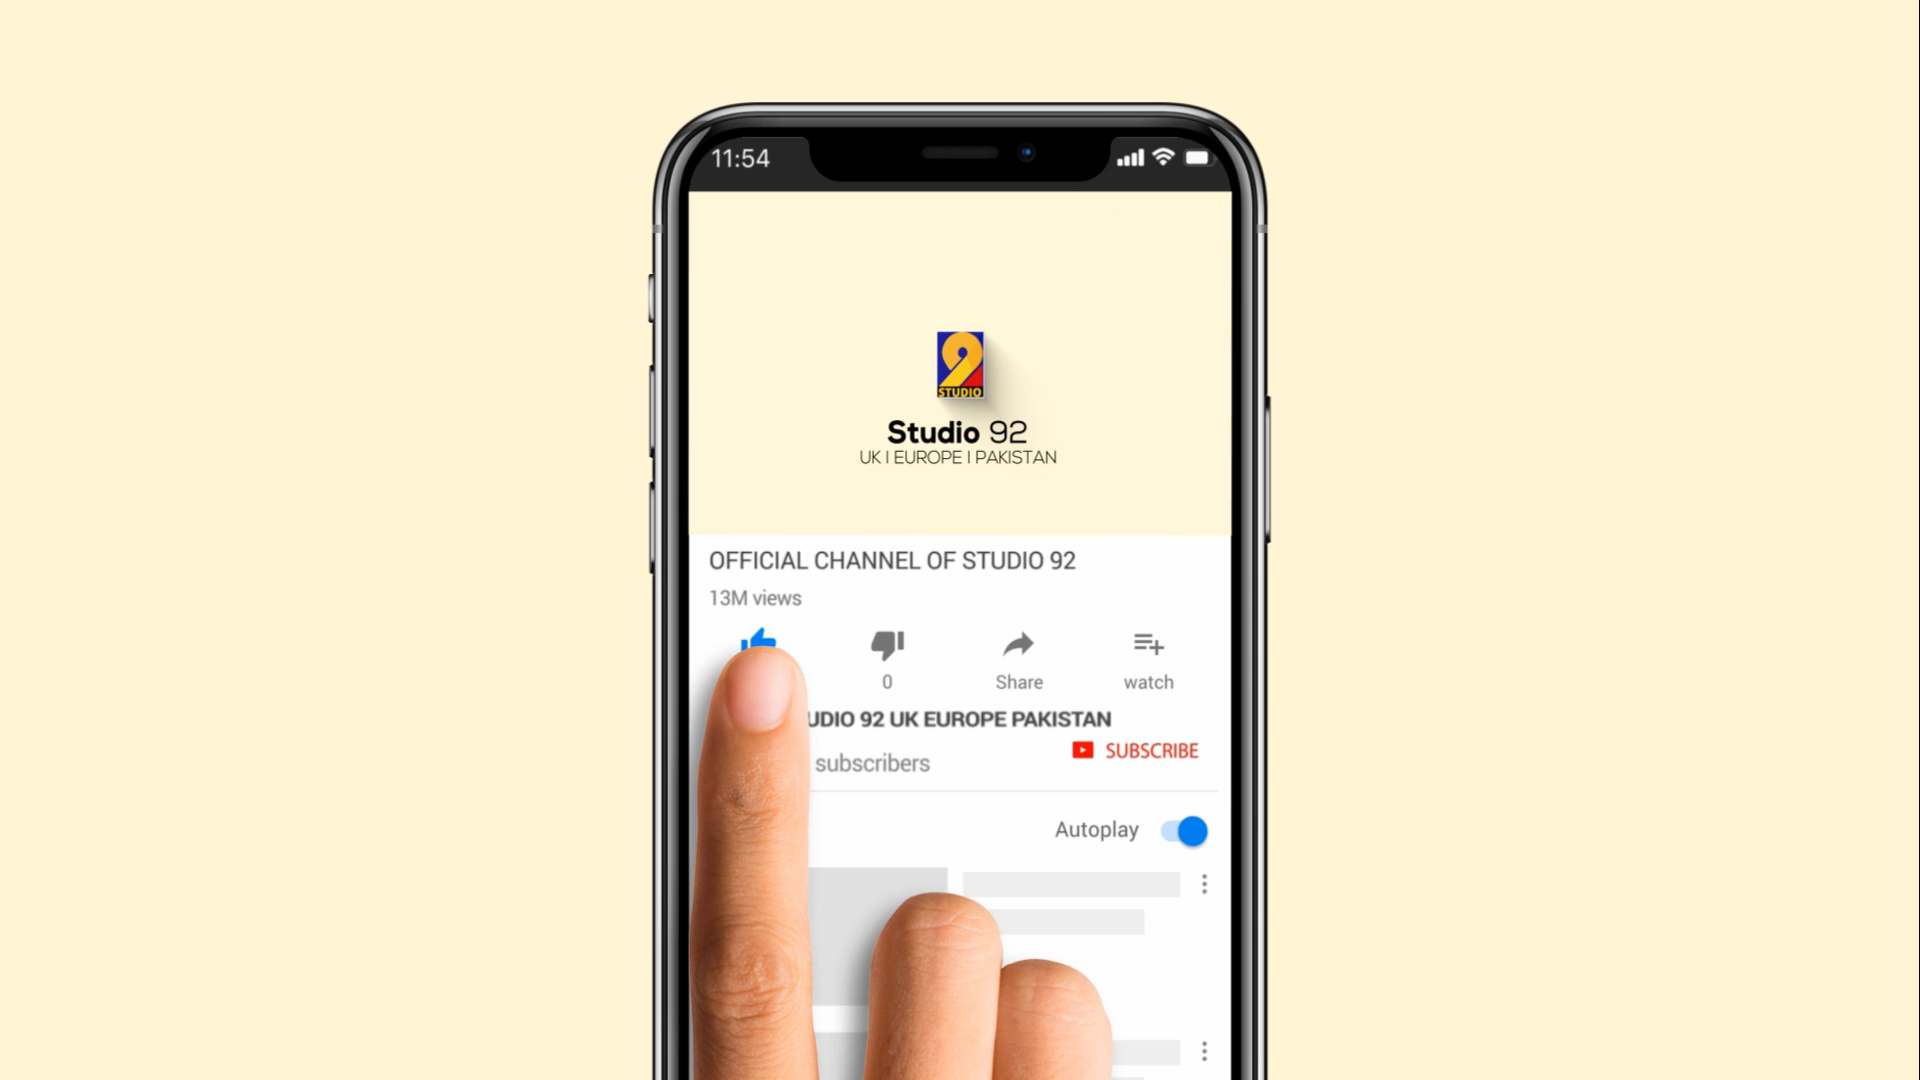 11:54
STUDIO
Studio 92
UK I EUROPE I PAKISTAN
OFFICIAL CHANNEL OF STUDIO 92
13M views
0
Share
watch
UDIO 92 UK EUROPE PAKISTAN
SUBSCRIBE
subscribers
Autoplay